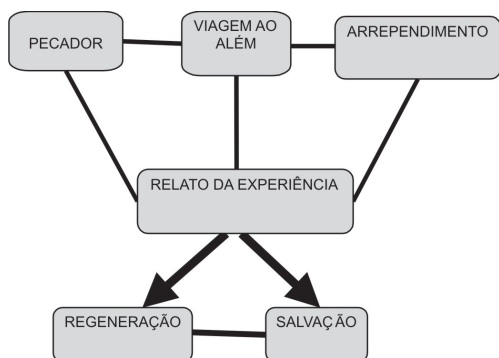 PECADOR
VIAGEM AO
ALÉM
ARREPENDIMENTO
RELATO DA EXPERIÊNCIA
REGENERAÇÃO
SALVAÇÃO